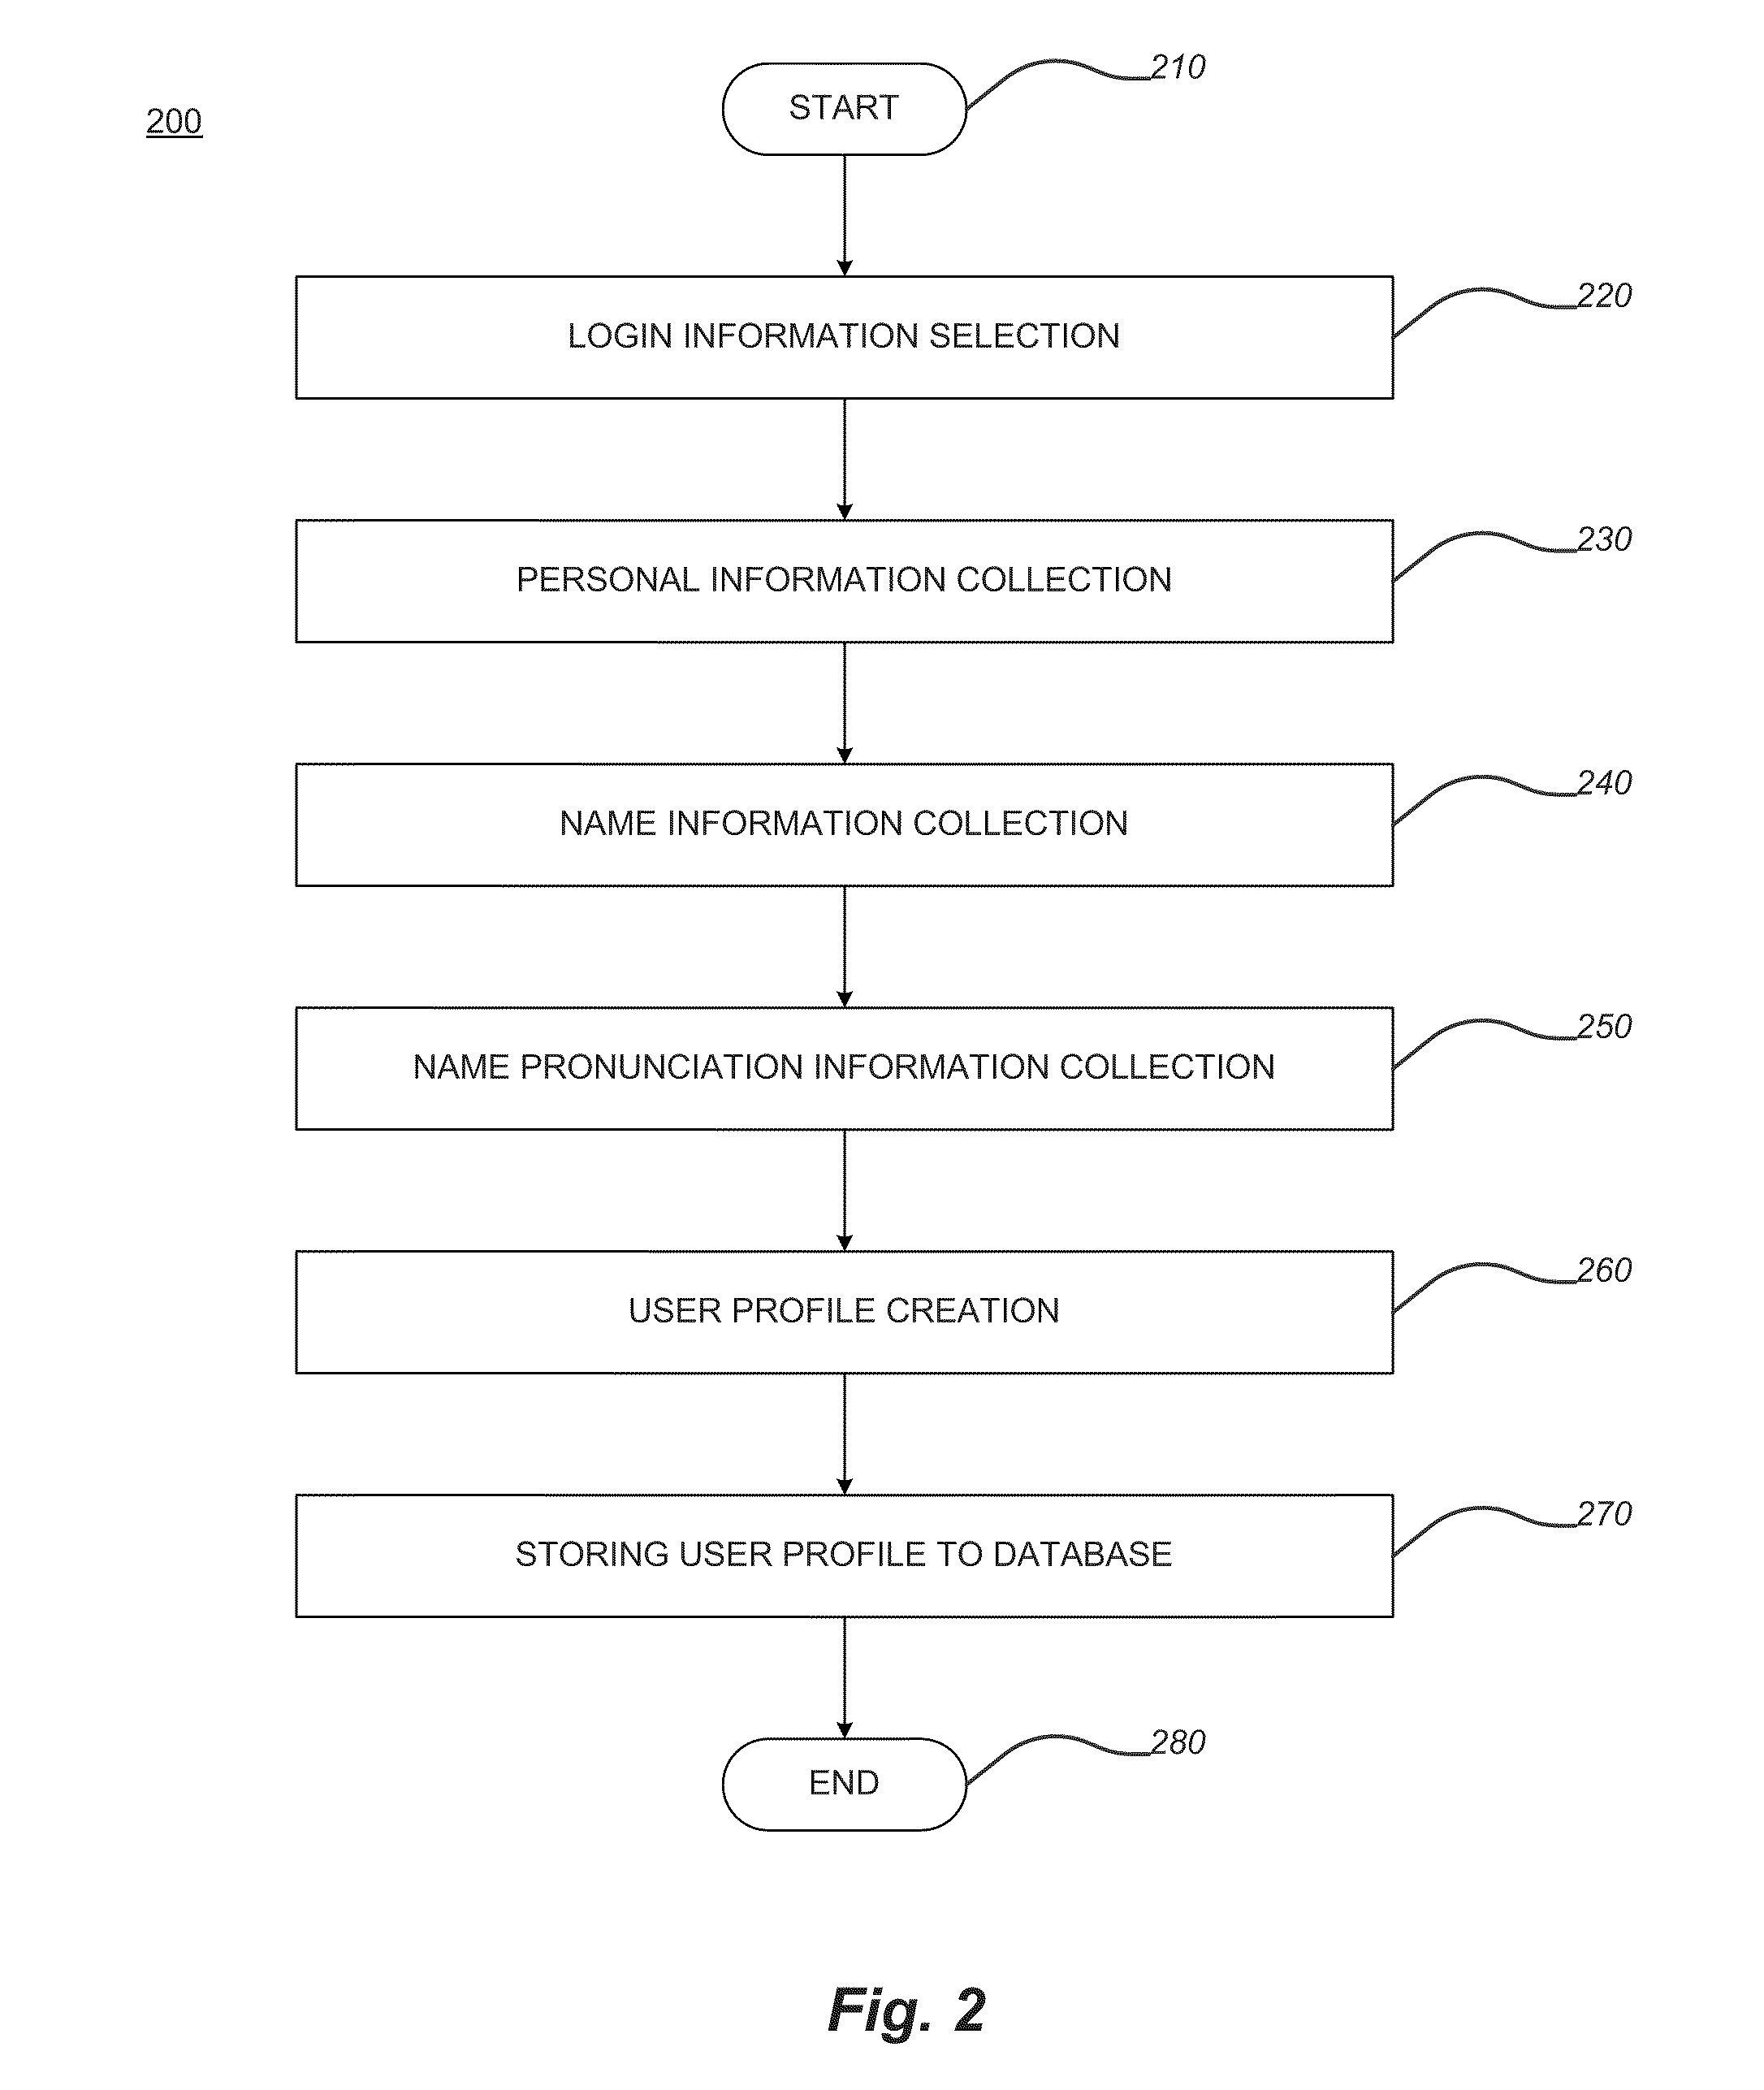 210
START
200
220
LOGIN INFORMATION SELECTION
230
PERSONAL INFORMATION COLLECTION
240
NAME INFORMATION COLLECTION
250
NAME PRONUNCIATION INFORMATION COLLECTION
260
USER PROFILE CREATION
270
STORING USER PROFILE TO DATABASE
280
END
Fig. 2